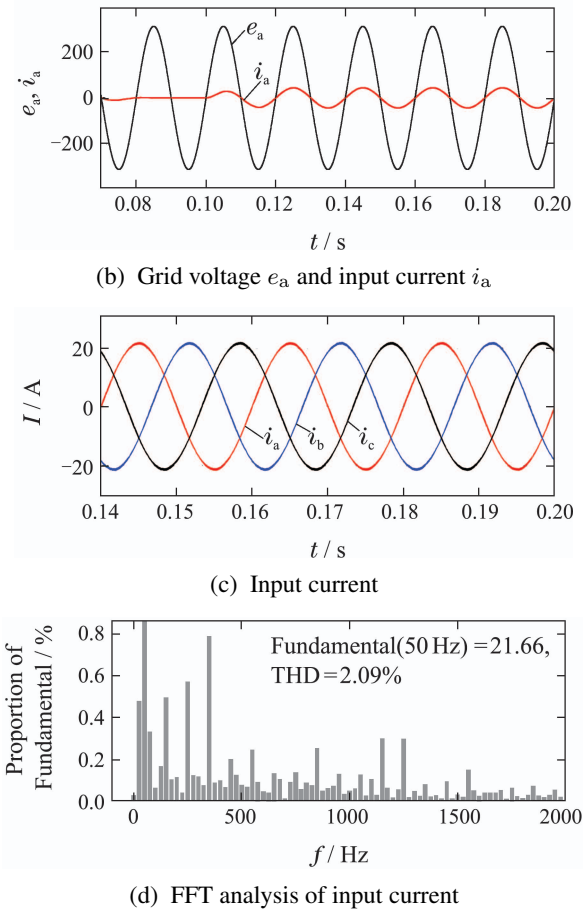 200
0
−200
e_a, i_a
e_a
i_a
0.08 0.10 0.12 0.14 0.16 0.18 0.20
t / s
(b) Grid voltage e_a and input current i_a
20
0
−20
I / A
i_a i_b i_c
0.14 0.15 0.16 0.17 0.18 0.19 0.20
t / s
(c) Input current
0.8
0.6
0.4
0.2
0.0
Proportion of
Fundamental / %
Fundamental(50 Hz) =21.66,
THD=2.09%
0 500 1000 1500 2000
f / Hz
(d) FFT analysis of input current